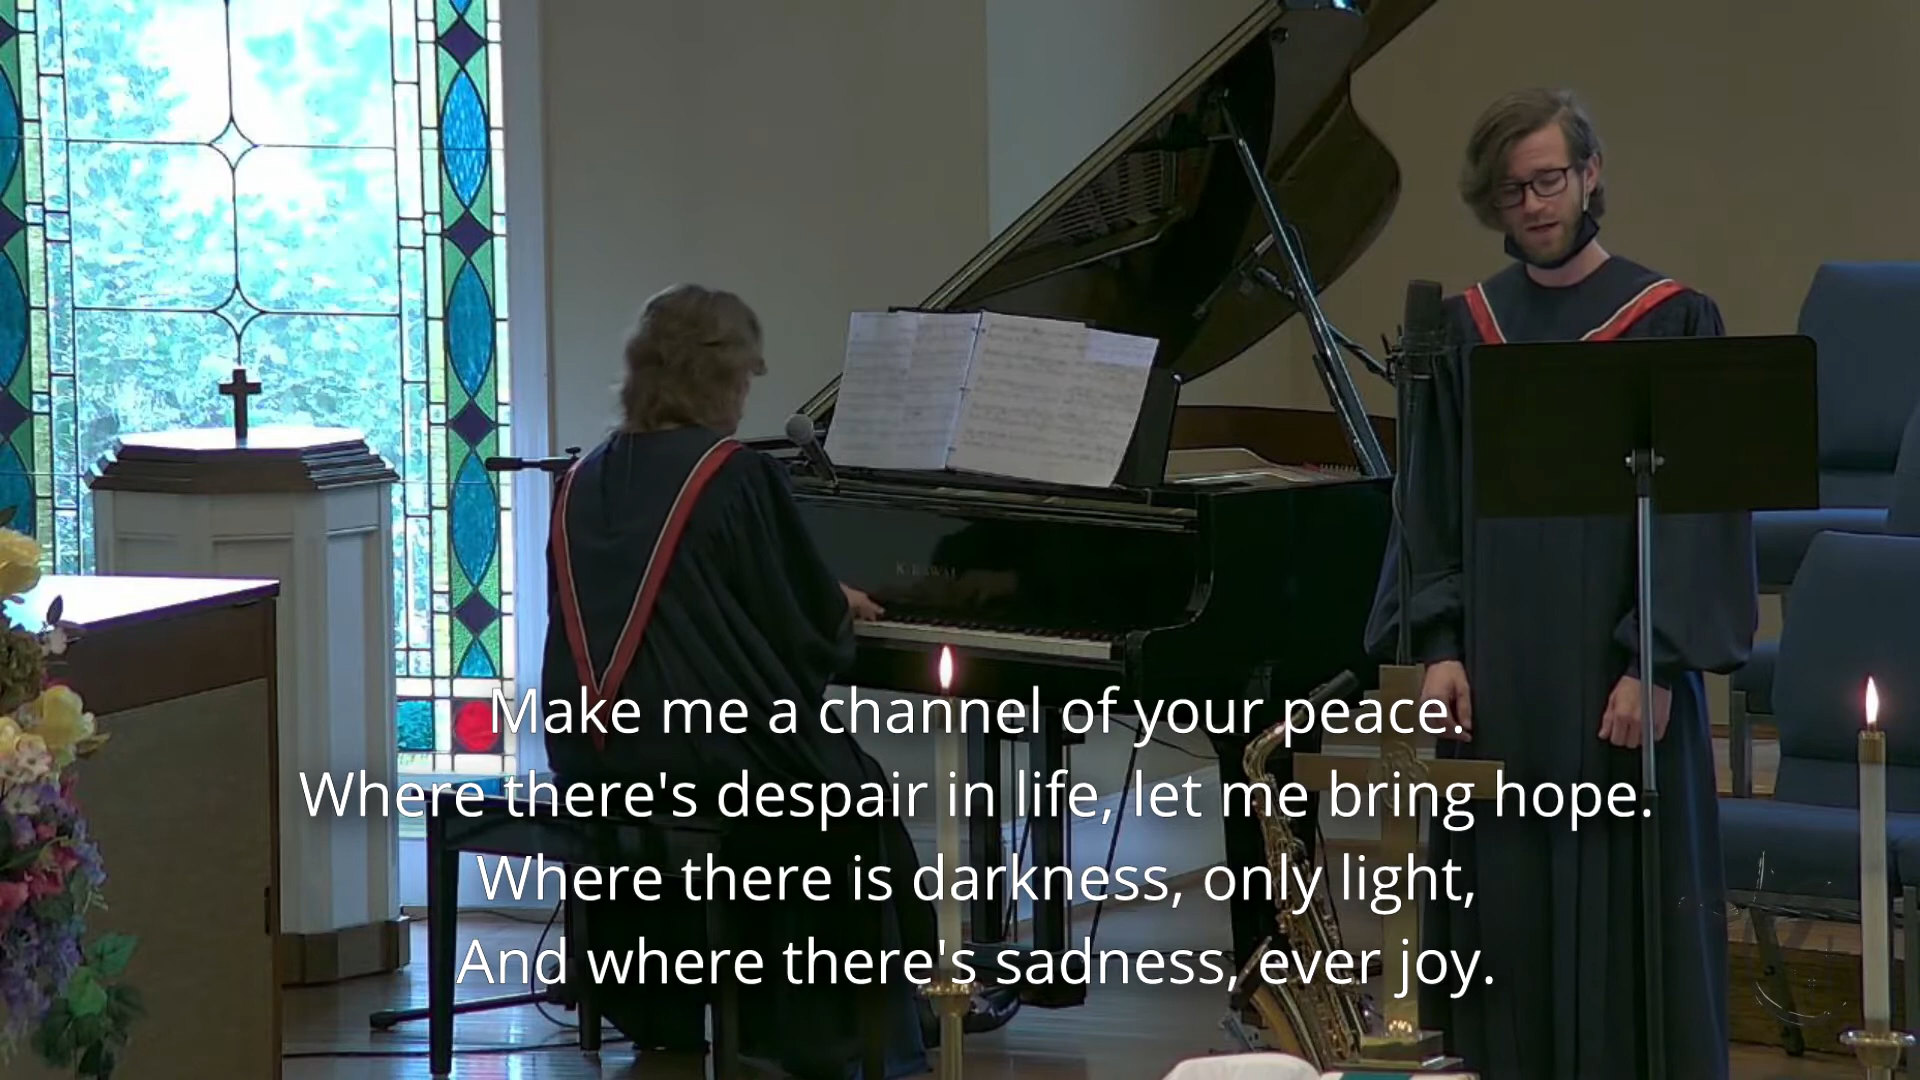 KAWAI
Make me a channel of your peace.
Where there's despair in life, let me bring hope.
Where there is darkness, only light,
And where there's sadness, ever joy.